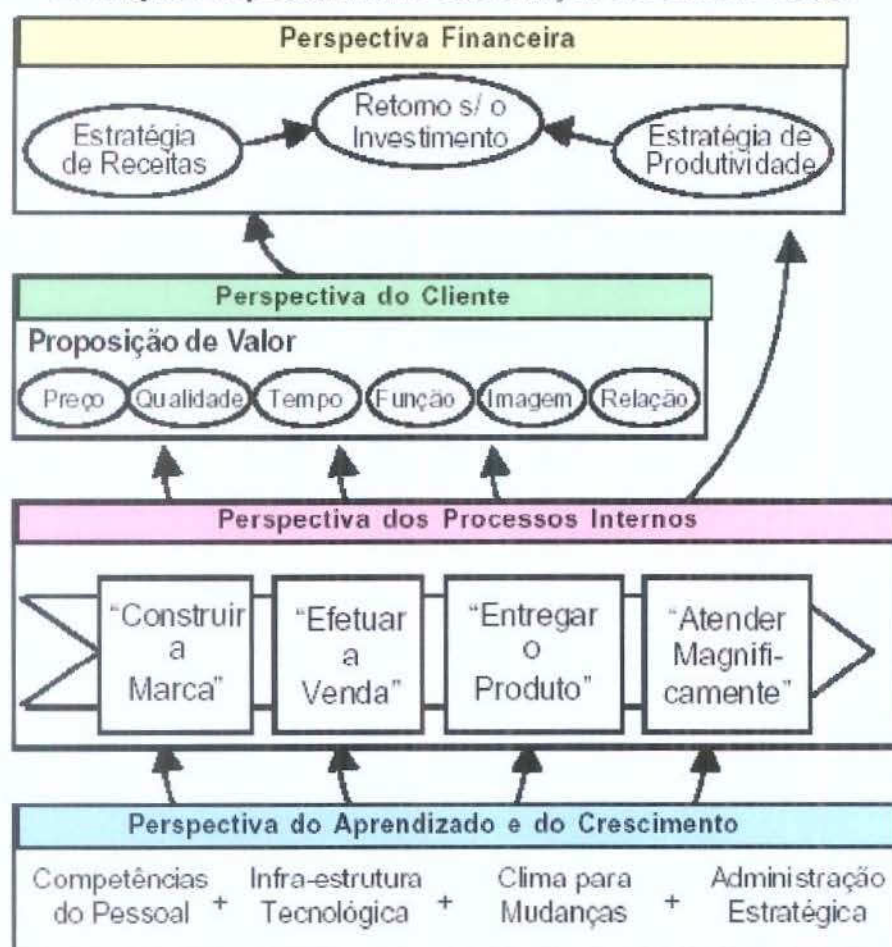 Perspectiva Financeira
Estratégia
de Receitas
Retorno s/ o
Investimento
Estratégia de
Produtividade
Perspectiva do Cliente
Proposição de Valor
Preço Qualidade Tempo Função Imagem Relação
Perspectiva dos Processos Internos
"Construir
a
Marca"
"Efetuar
a
Venda"
"Entregar
o
Produto"
"Atender
Magnifi-
camente"
Perspectiva do Aprendizado e do Crescimento
Competências
do Pessoal
+
Infra-estrutura
Tecnológica
+
Clima para
Mudanças
+
Administração
Estratégica